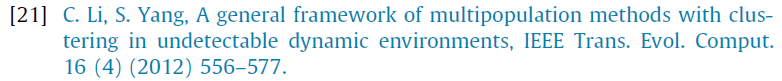 [21] C. Li, S. Yang, A general framework of multipopulation methods with clus-
tering in undetectable dynamic environments, IEEE Trans. Evol. Comput.
16 (4) (2012) 556–577.